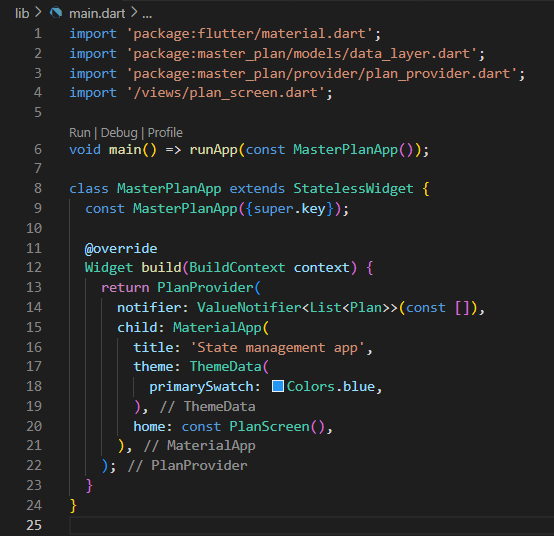 lib > main.dart > ...
1 import 'package:flutter/material.dart';
2 import 'package:master_plan/models/data_layer.dart';
3 import 'package:master_plan/provider/plan_provider.dart';
4 import '/views/plan_screen.dart';
5
Run | Debug | Profile
6 void main() => runApp(const MasterPlanApp());
7
8 class MasterPlanApp extends StatelessWidget {
9   const MasterPlanApp({super.key});
10
11   @override
12   Widget build(BuildContext context) {
13     return PlanProvider(
14       notifier: ValueNotifier<List<Plan>>(const []),
15       child: MaterialApp(
16         title: 'State management app',
17         theme: ThemeData(
18           primarySwatch: Colors.blue,
19         ), // ThemeData
20         home: const PlanScreen(),
21       ), // MaterialApp
22     ); // PlanProvider
23   }
24 }
25